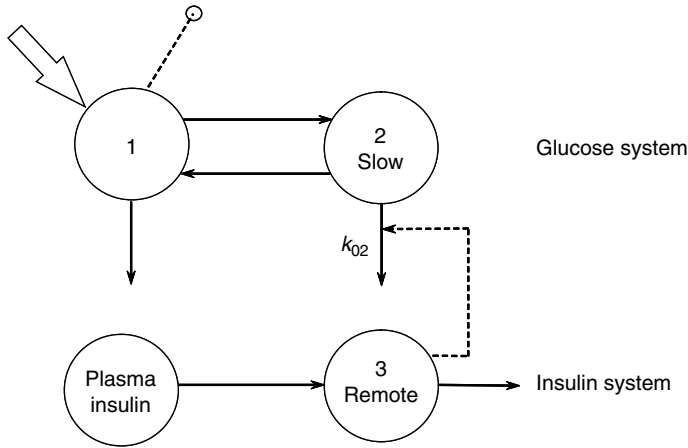 1
2
Slow
Glucose system
k02
Plasma
insulin
3
Remote
Insulin system